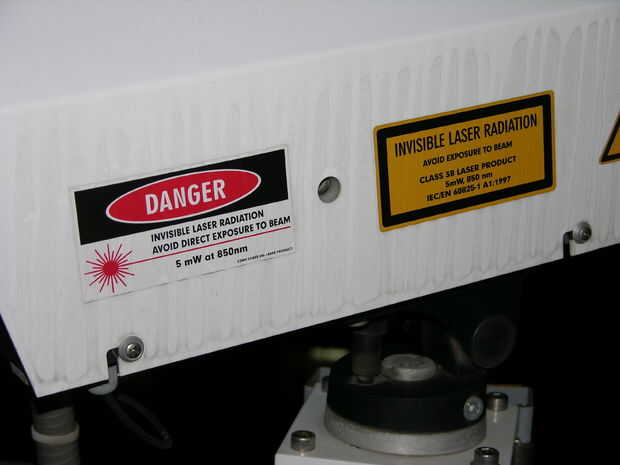 DANGER
INVISIBLE LASER RADIATION
AVOID DIRECT EXPOSURE TO BEAM
5 mW at 850nm
INVISIBLE LASER RADIATION
AVOID EXPOSURE TO BEAM
CLASS 3B LASER PRODUCT
5mW, 850 nm
IEC/EN 60825-1 A1:1997